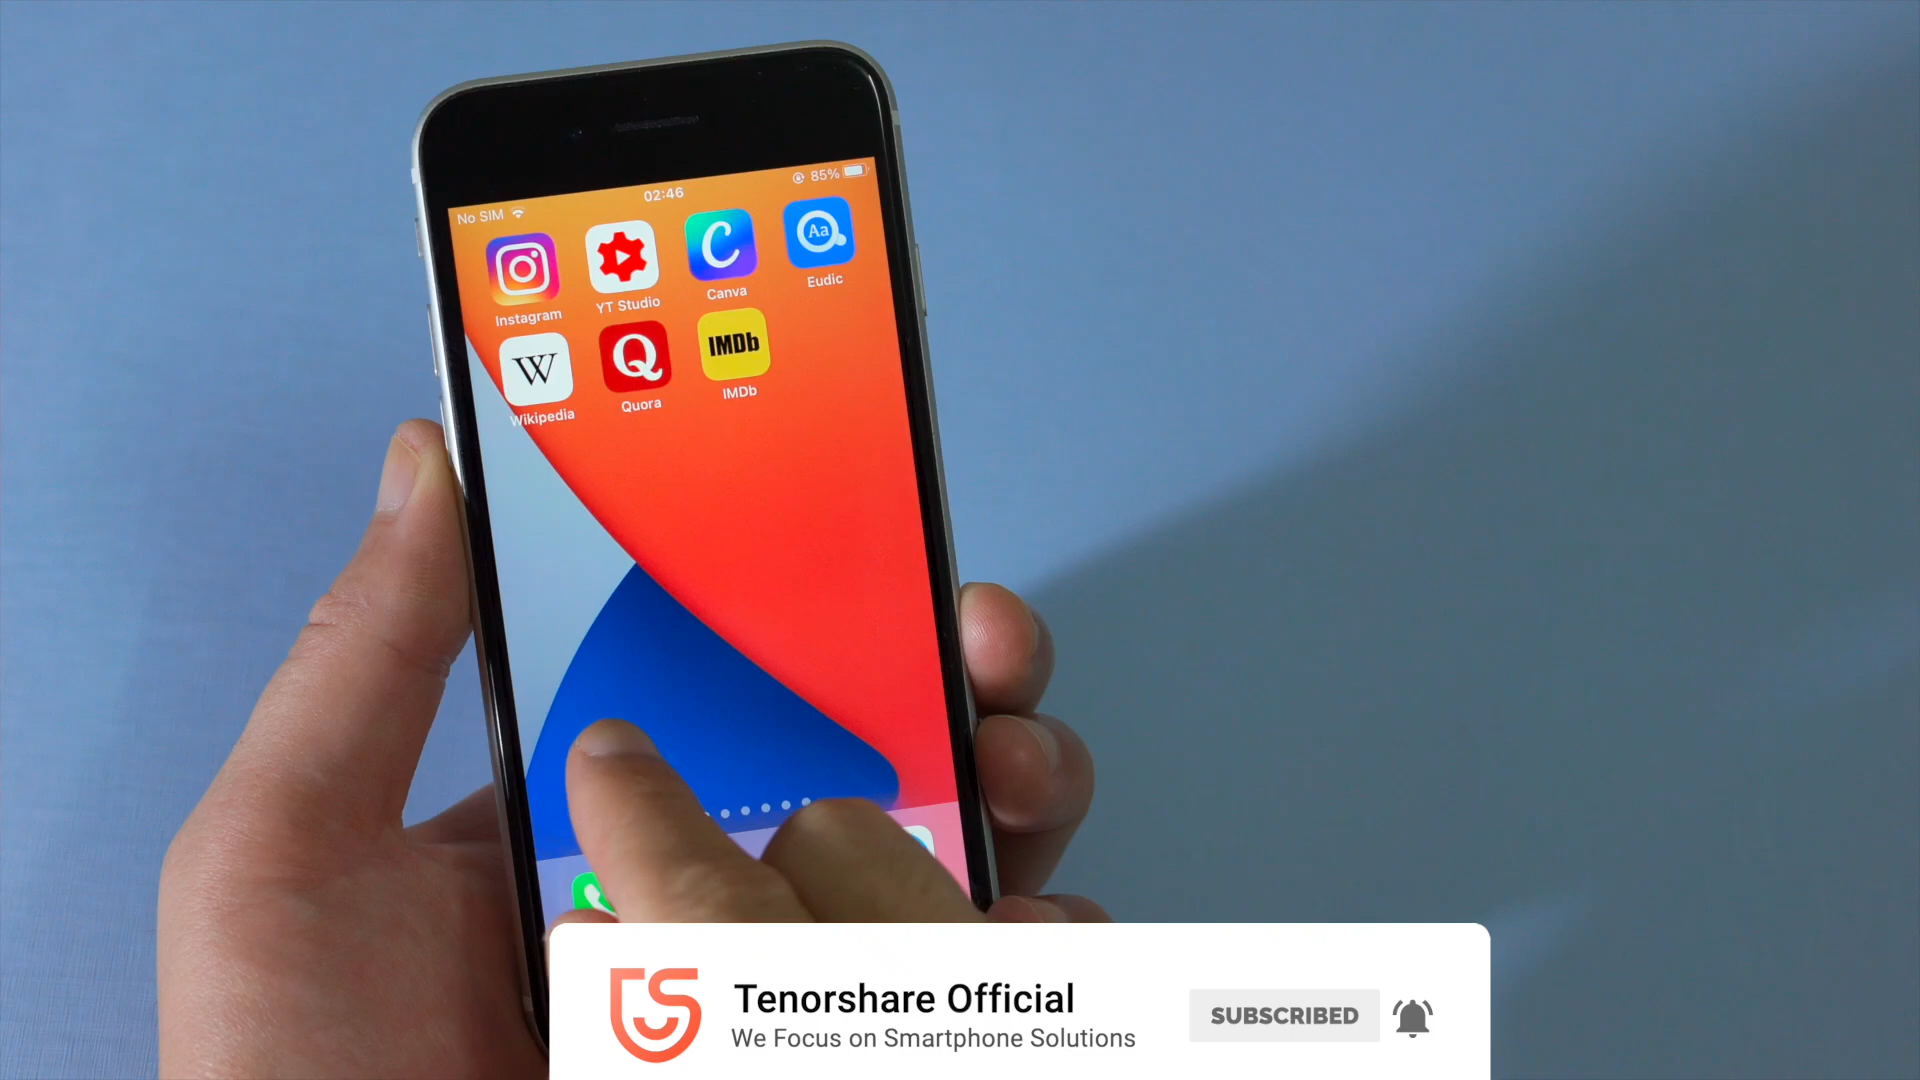 No SIM 02:46 85%
Instagram YT Studio Canva Aa Eudic
W Wikipedia Q Quora IMDb IMDb
Tenorshare Official
We Focus on Smartphone Solutions
SUBSCRIBED